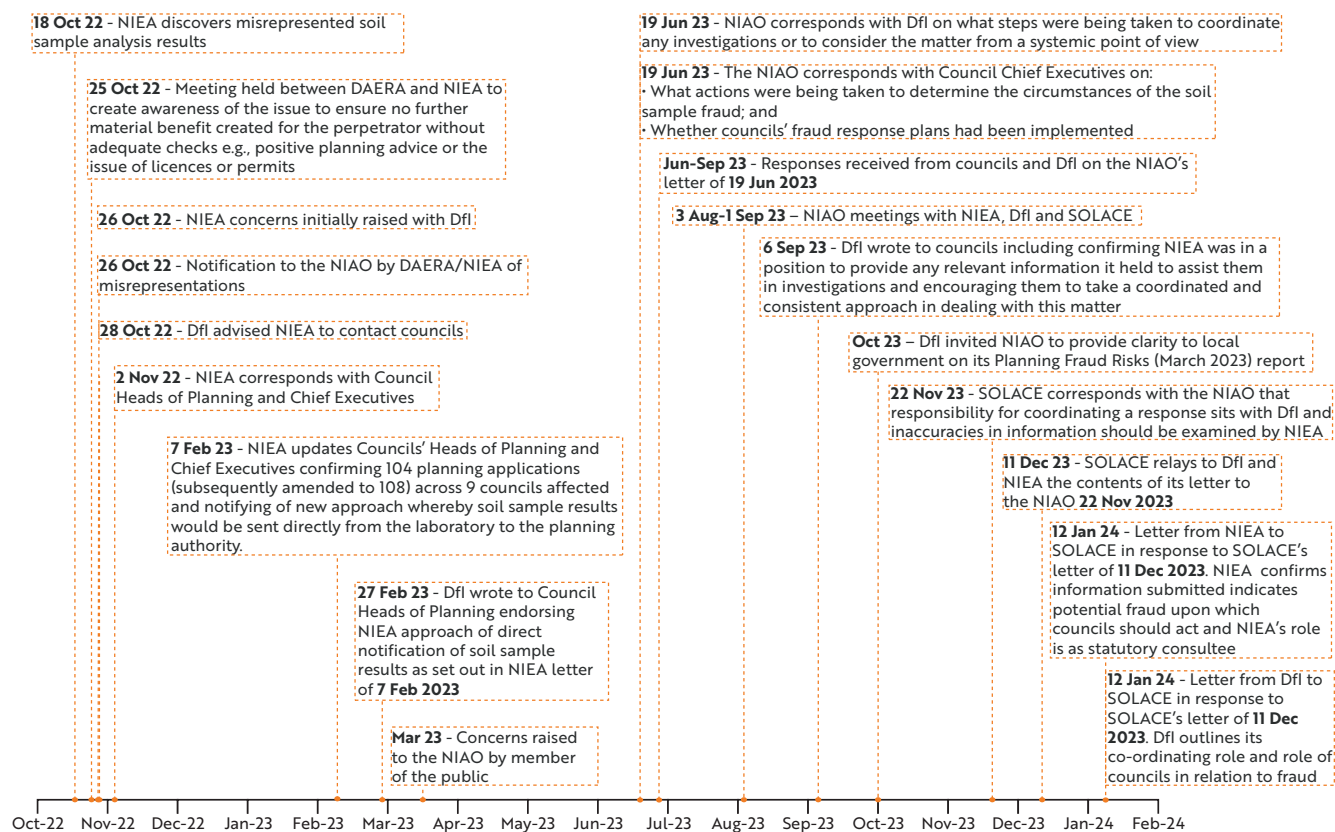 18 Oct 22 - NIEA discovers misrepresented soil
sample analysis results
25 Oct 22 - Meeting held between DAERA and NIEA to
create awareness of the issue to ensure no further
material benefit created for the perpetrator without
adequate checks e.g., positive planning advice or the
issue of licences or permits
26 Oct 22 - NIEA concerns initially raised with DfI
26 Oct 22 - Notification to the NIAO by DAERA/NIEA of
misrepresentations
28 Oct 22 - DfI advised NIEA to contact councils
2 Nov 22 - NIEA corresponds with Council
Heads of Planning and Chief Executives
7 Feb 23 - NIEA updates Councils’ Heads of Planning and
Chief Executives confirming 104 planning applications
(subsequently amended to 108) across 9 councils affected
and notifying of new approach whereby soil sample results
would be sent directly from the laboratory to the planning
authority.
27 Feb 23 - DfI wrote to Council
Heads of Planning endorsing
NIEA approach of direct
notification of soil sample
results as set out in NIEA letter
of 7 Feb 2023
Mar 23 - Concerns raised
to the NIAO by member
of the public
19 Jun 23 - NIAO corresponds with DfI on what steps were being taken to coordinate
any investigations or to consider the matter from a systemic point of view
19 Jun 23 - The NIAO corresponds with Council Chief Executives on:
• What actions were being taken to determine the circumstances of the soil
sample fraud; and
• Whether councils’ fraud response plans had been implemented
Jun-Sep 23 - Responses received from councils and DfI on the NIAO’s
letter of 19 Jun 2023
3 Aug-1 Sep 23 – NIAO meetings with NIEA, DfI and SOLACE
6 Sep 23 - DfI wrote to councils including confirming NIEA was in a
position to provide any relevant information it held to assist them
in investigations and encouraging them to take a coordinated and
consistent approach in dealing with this matter
Oct 23 – DfI invited NIAO to provide clarity to local
government on its Planning Fraud Risks (March 2023) report
22 Nov 23 - SOLACE corresponds with the NIAO that
responsibility for coordinating a response sits with DfI and
inaccuracies in information should be examined by NIEA
11 Dec 23 - SOLACE relays to DfI and
NIEA the contents of its letter to
the NIAO 22 Nov 2023
12 Jan 24 - Letter from NIEA to
SOLACE in response to SOLACE’s
letter of 11 Dec 2023. NIEA confirms
information submitted indicates
potential fraud upon which
councils should act and NIEA’s role
is as statutory consultee
12 Jan 24 - Letter from DfI to
SOLACE in response to
SOLACE’s letter of 11 Dec
2023. DfI outlines its
co-ordinating role and role of
councils in relation to fraud
Oct-22 Nov-22 Dec-22 Jan-23 Feb-23 Mar-23 Apr-23 May-23 Jun-23 Jul-23 Aug-23 Sep-23 Oct-23 Nov-23 Dec-23 Jan-24 Feb-24